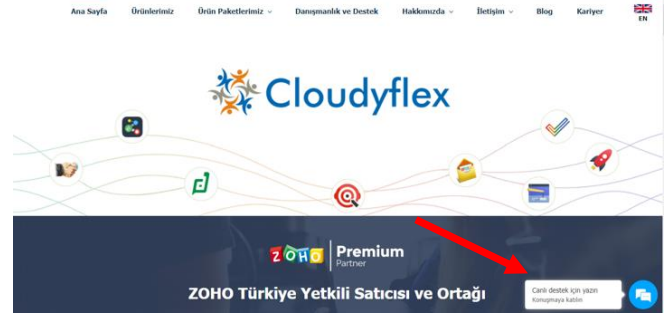 Ana Sayfa Ürünlerimiz Ürün Paketlerimiz Danışmanlık ve Destek Hakkımızda İletişim Blog Kariyer EN
Cloudyflex
ZOHO Premium
Partner
ZOHO Türkiye Yetkili Satıcısı ve Ortağı
Canlı destek için yazın
Konuşmaya katılın